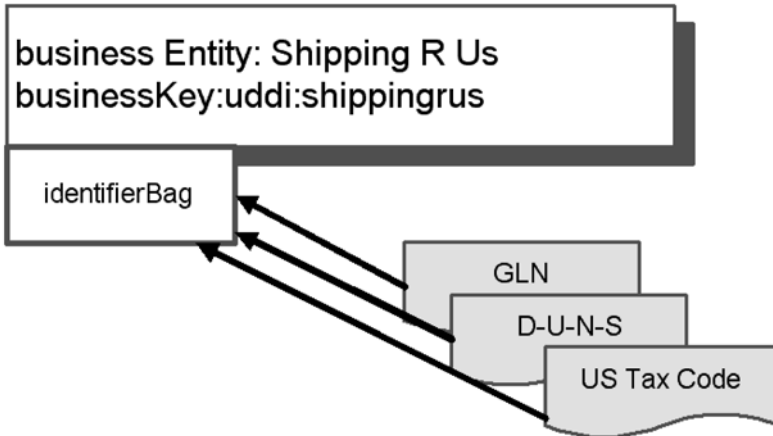 business Entity: Shipping R Us
businessKey:uddi:shippingrus
identifierBag
GLN
D-U-N-S
US Tax Code